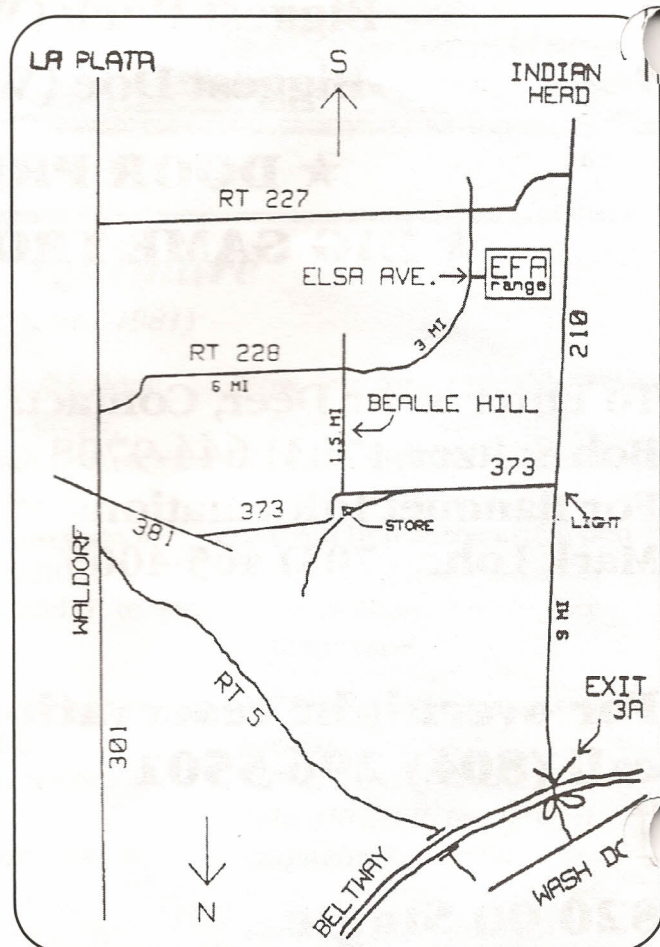 LA PLATA
S
INDIAN
HEAD
RT 227
ELSA AVE.
EFA
range
210
3 MI
RT 228
6 MI
1.5 MI
BEALLE HILL
373
373
381
STORE
LIGHT
WALDORF
9 MI
RT 5
EXIT
3A
301
N
BELTWAY
WASH DC